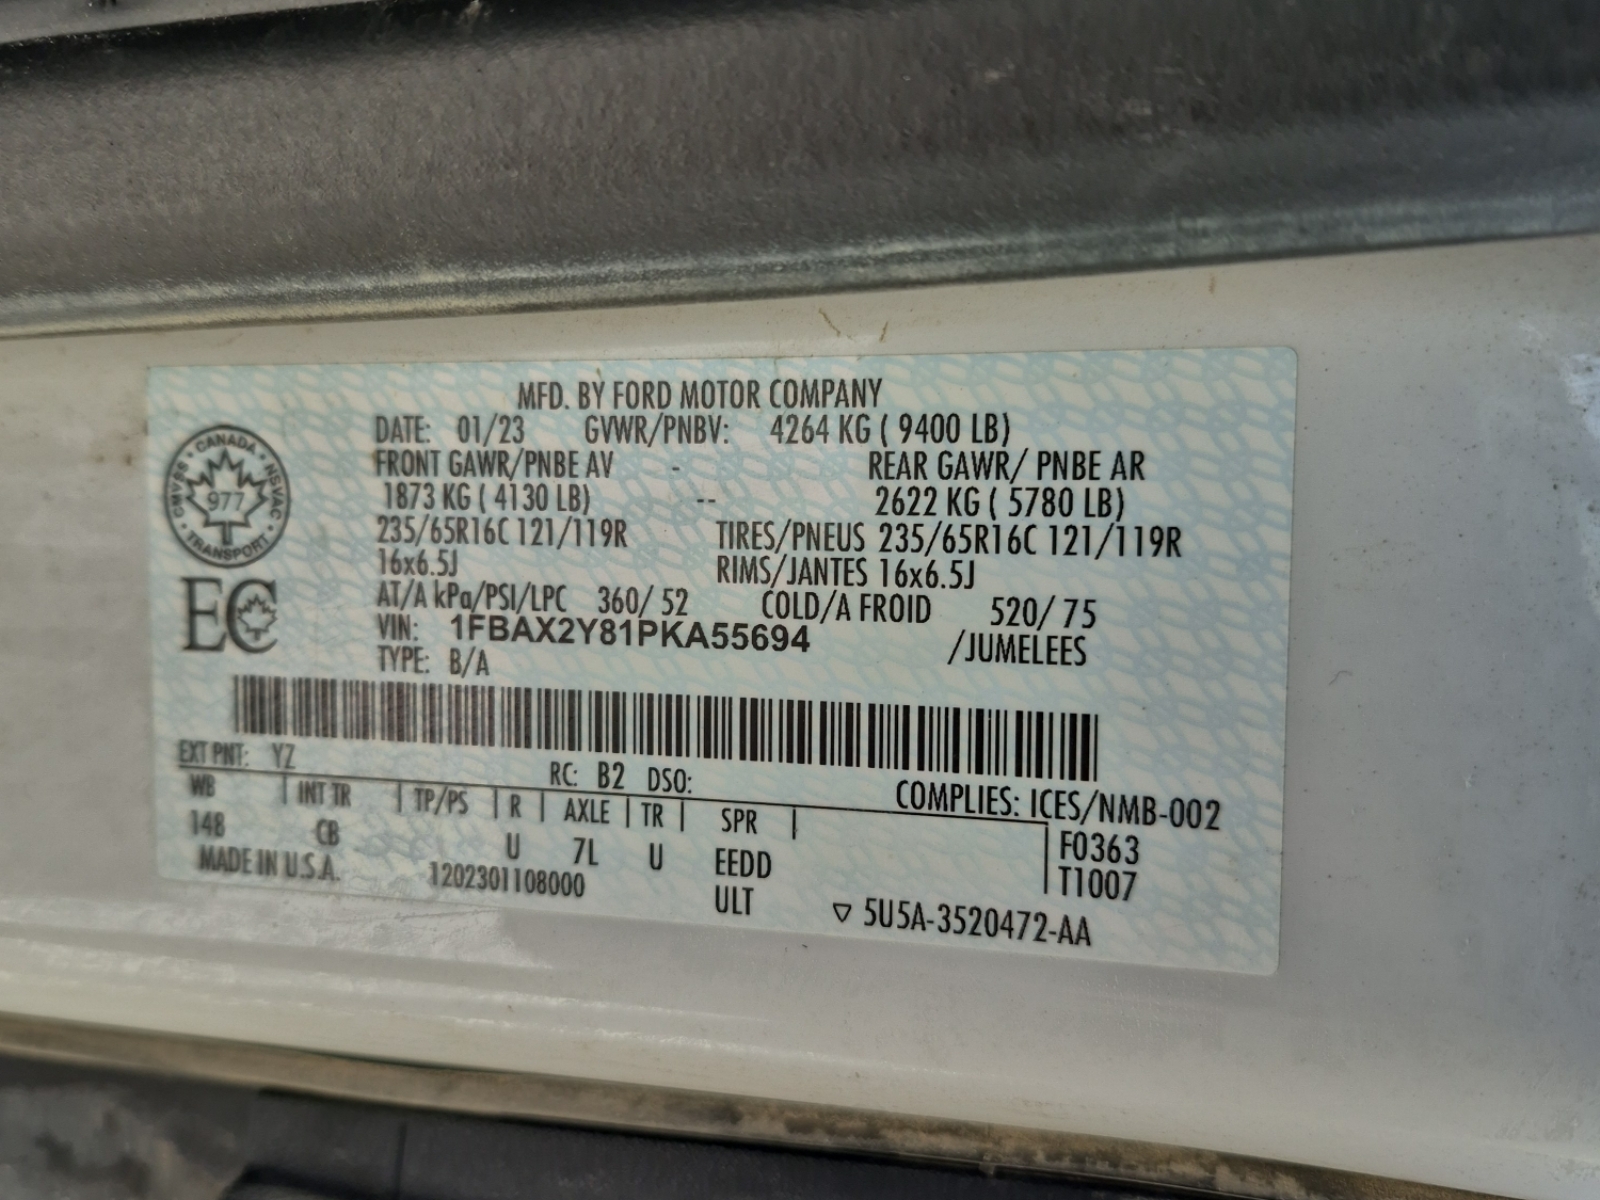 MFD. BY FORD MOTOR COMPANY
DATE: 01/23 GVWR/PNBV: 4264 KG ( 9400 LB)
FRONT GAWR/PNBE AV - REAR GAWR/ PNBE AR
1873 KG ( 4130 LB) -- 2622 KG ( 5780 LB)
235/65R16C 121/119R TIRES/PNEUS 235/65R16C 121/119R
16x6.5J RIMS/JANTES 16x6.5J
AT/A kPa/PSI/LPC 360/ 52 COLD/A FROID 520/ 75
VIN: 1FBAX2Y81PKA55694 /JUMELEES
TYPE: B/A
CANADA
CMVSS NSVAC
977
TRANSPORT
EC
EXT PNT: YZ RC: B2 DSO:
COMPLIES: ICES/NMB-002
WB | INT TR | TP/PS | R | AXLE | TR | SPR |
148 CB U 7L U EEDD F0363
MADE IN U.S.A. 1202301108000 ULT T1007
▽ 5U5A-3520472-AA